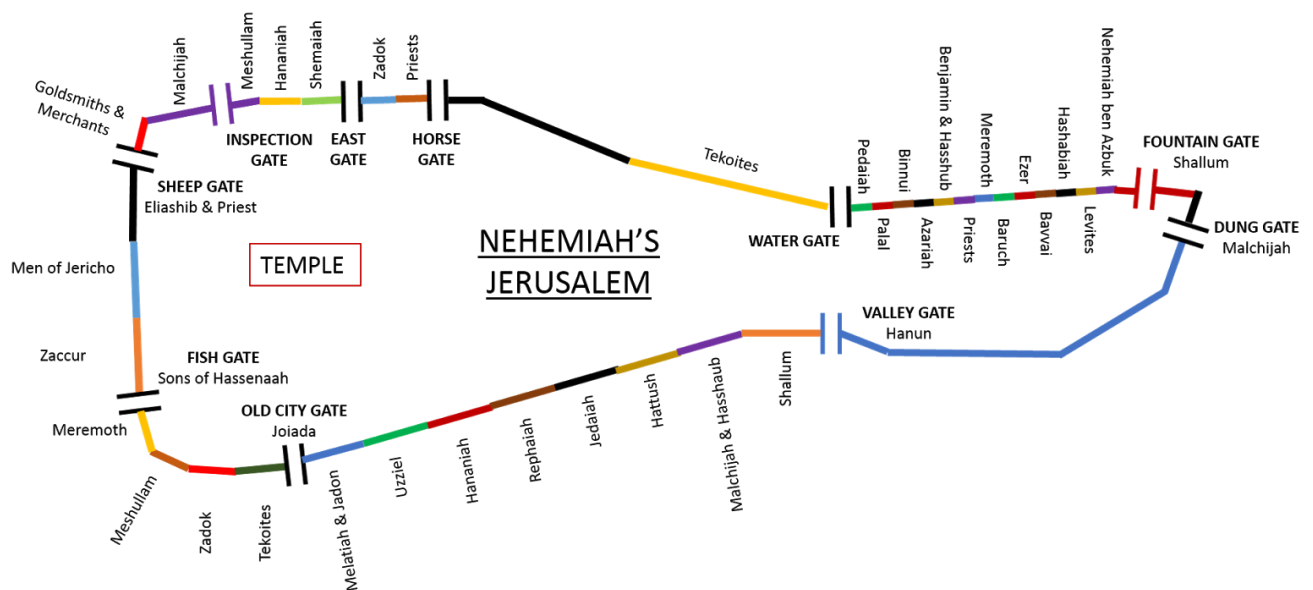 Malchijah
Meshullam
Hananiah
Shemaiah
Zadok
Priests
Goldsmiths &
Merchants
INSPECTION
GATE
EAST
GATE
HORSE
GATE
SHEEP GATE
Eliashib & Priest
Men of Jericho
TEMPLE
NEHEMIAH'S
JERUSALEM
Tekoites
WATER GATE
Pedaiah
Palal
Binnui
Azariah
Benjamin & Hasshub
Priests
Meremoth
Baruch
Ezer
Bavvai
Hashabiah
Levites
Nehemiah ben Azbuk
FOUNTAIN GATE
Shallum
DUNG GATE
Malchijah
VALLEY GATE
Hanun
Zaccur
FISH GATE
Sons of Hassenaah
Meremoth
OLD CITY GATE
Joiada
Meshullam
Zadok
Tekoites
Melatiah & Jadon
Uzziel
Hananiah
Rephaiah
Jedaiah
Hattush
Malchijah & Hasshaub
Shallum